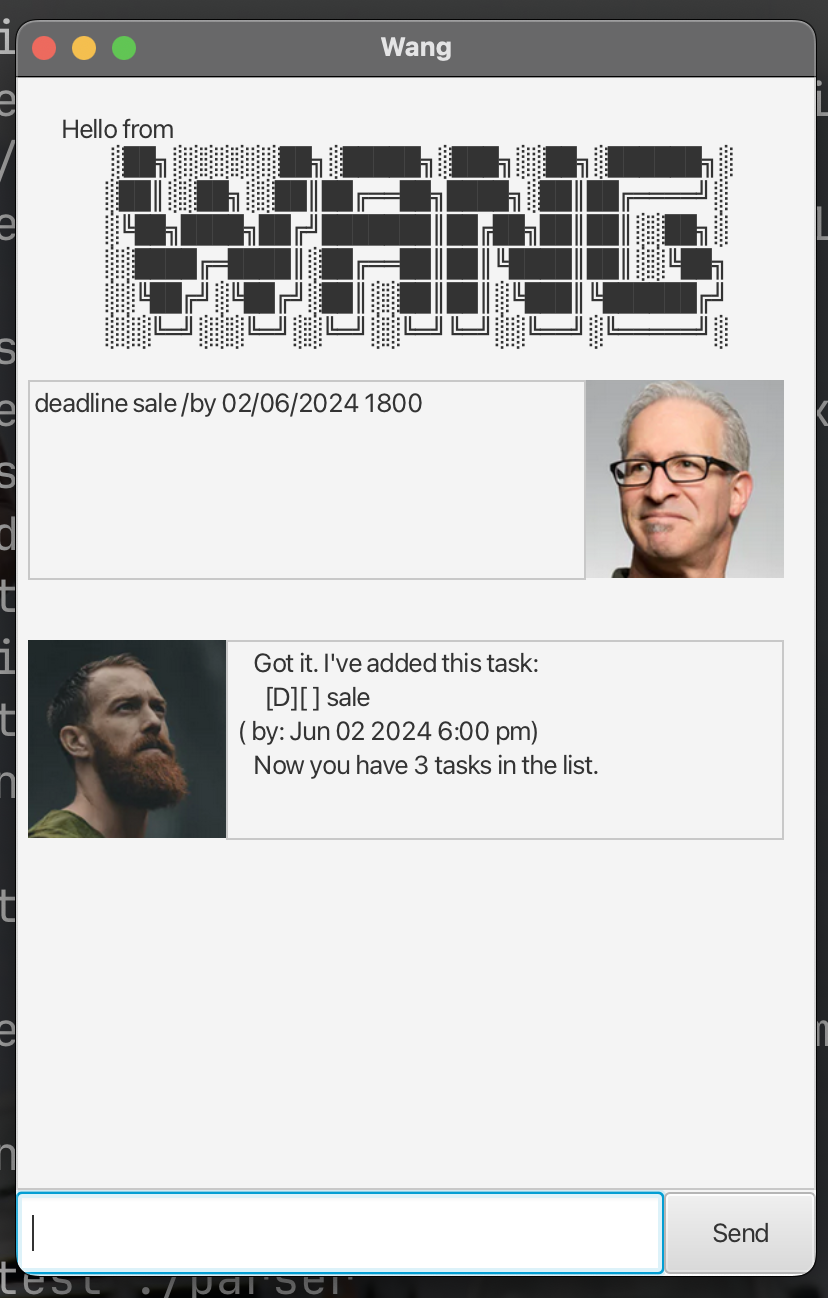 Wang
Hello from
░██╗░░░░░░░██╗░█████╗░███╗░░██╗░██████╗░
░██║░░██╗░░██║██╔══██╗████╗░██║██╔════╝░
░╚██╗████╗██╔╝███████║██╔██╗██║██║░░██╗░
░░████╔═████║░██╔══██║██║╚████║██║░░╚██╗
░░╚██╔╝░╚██╔╝░██║░░██║██║░╚███║╚██████╔╝
░░░╚═╝░░░╚═╝░░╚═╝░░╚═╝╚═╝░░╚══╝░╚═════╝░
deadline sale /by 02/06/2024 1800
Got it. I've added this task:
[D][ ] sale
( by: Jun 02 2024 6:00 pm)
Now you have 3 tasks in the list.
Send
test ./parser